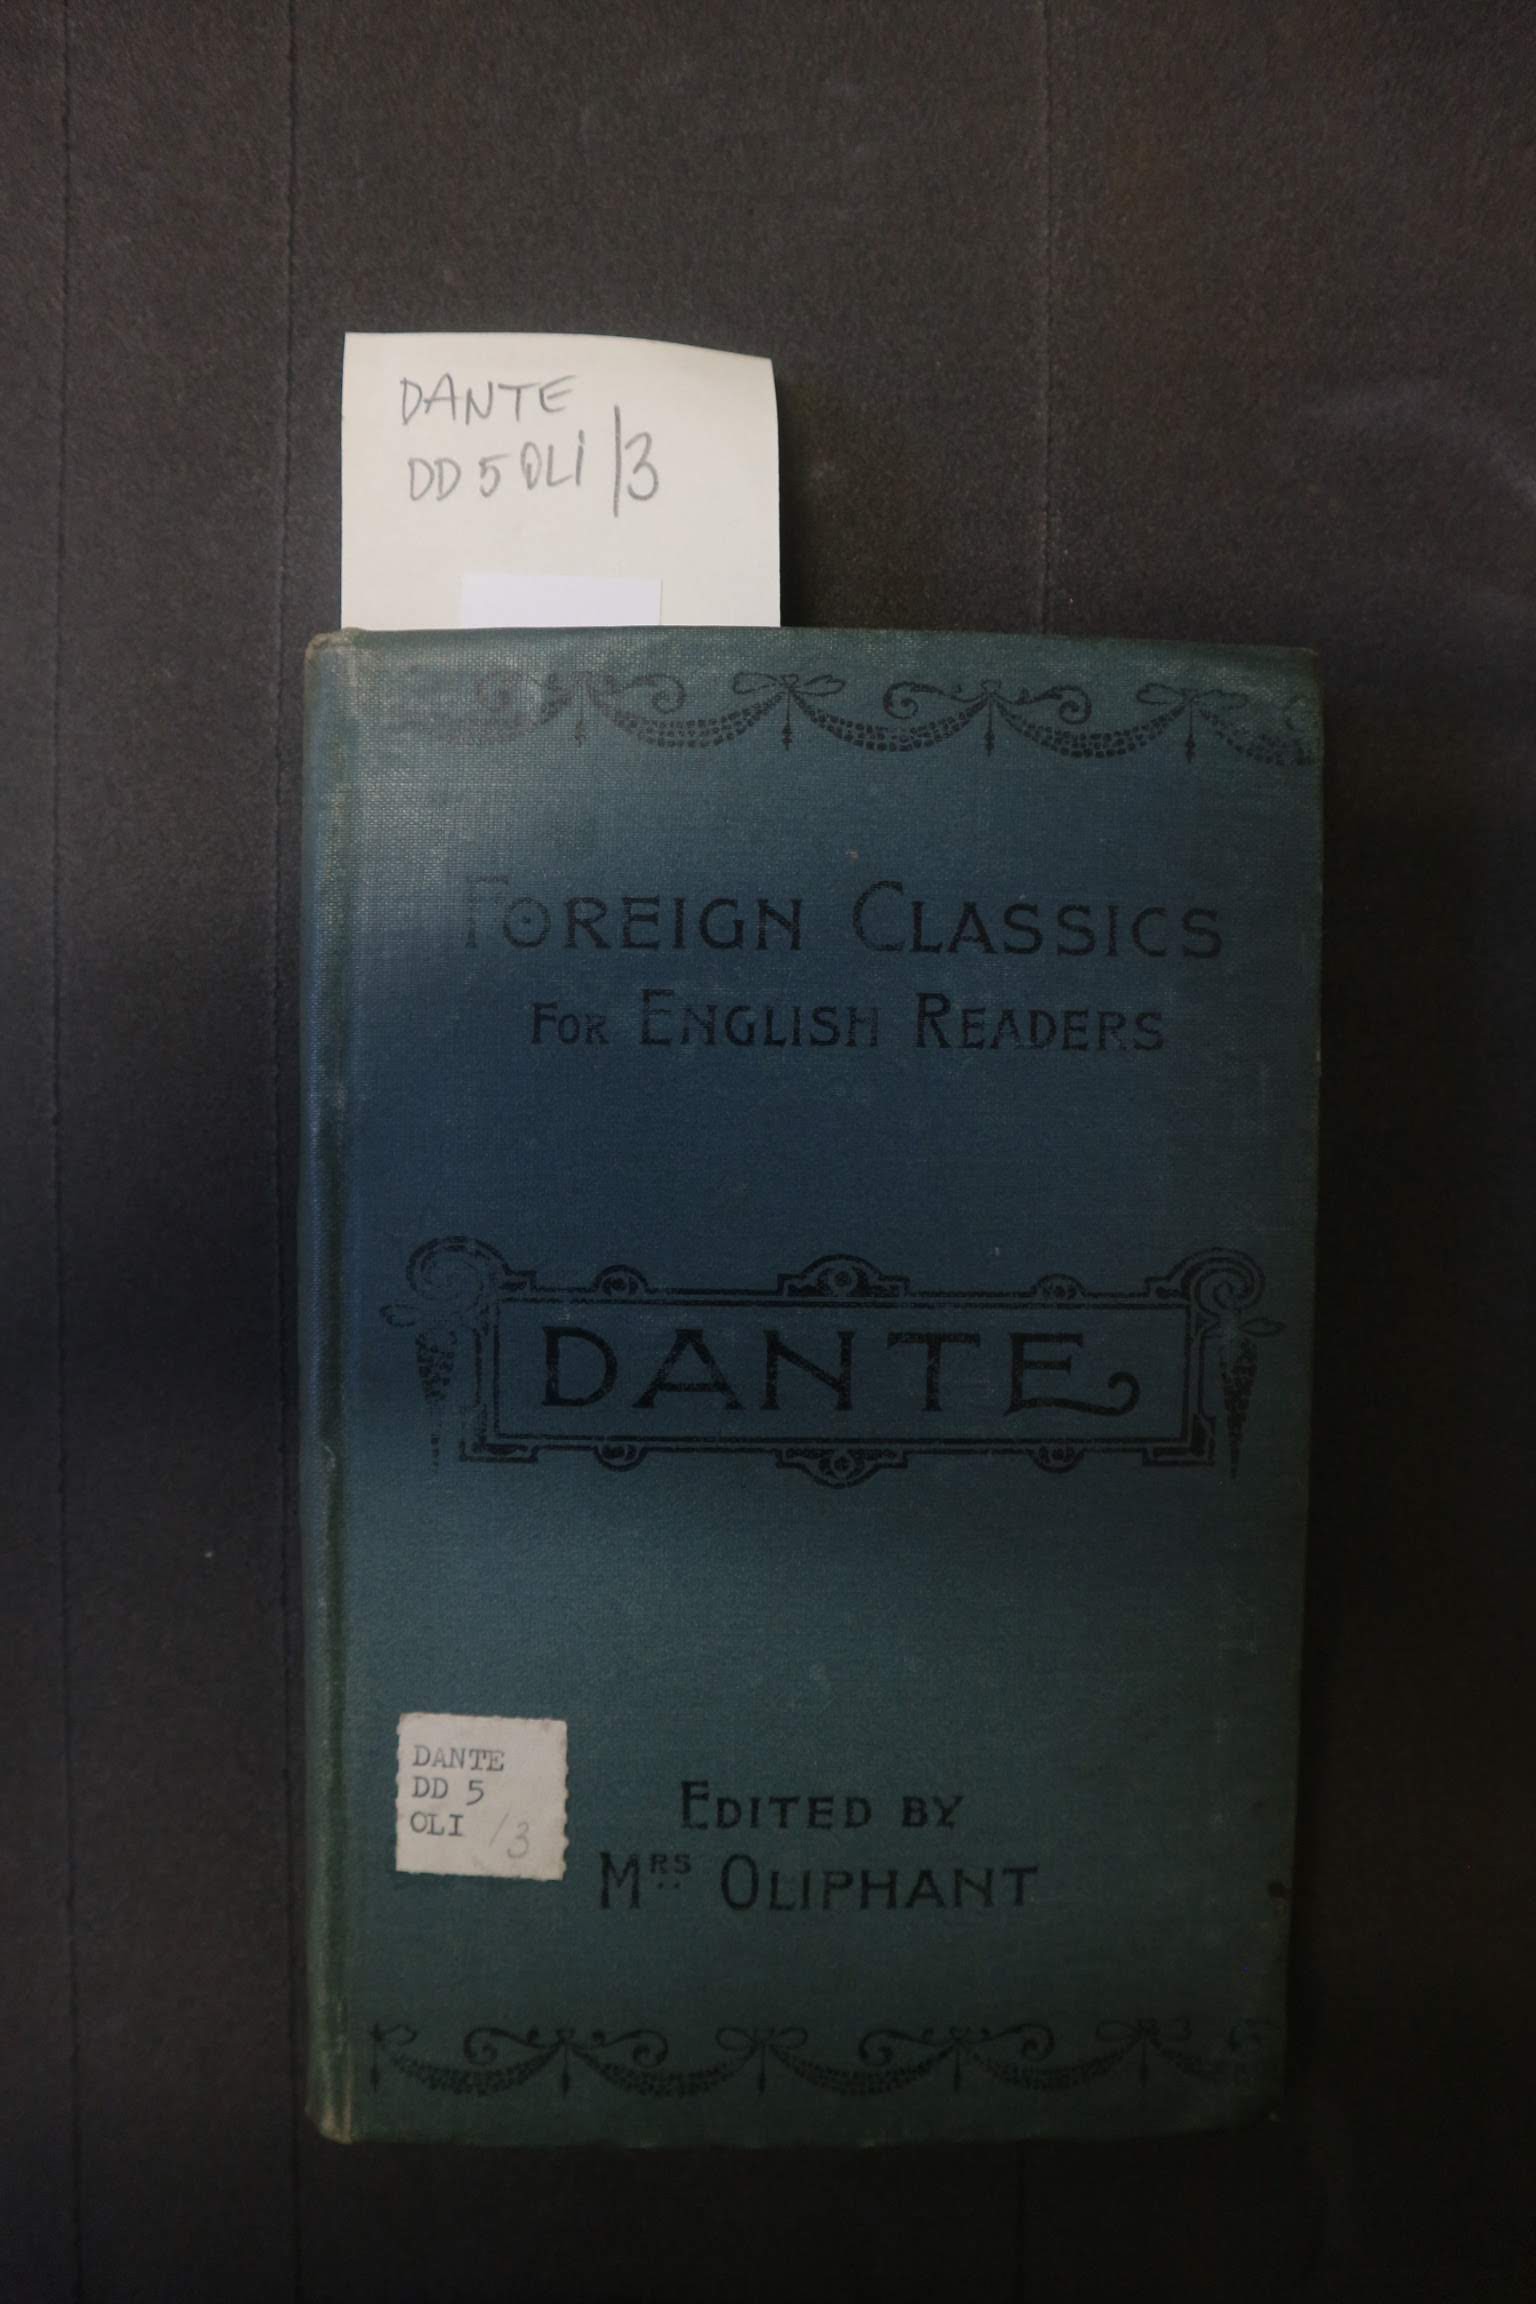 DANTE
DD 5 OLI /3
FOREIGN CLASSICS
FOR ENGLISH READERS
DANTE
DANTE
DD 5
OLI /3
EDITED BY
MRS OLIPHANT